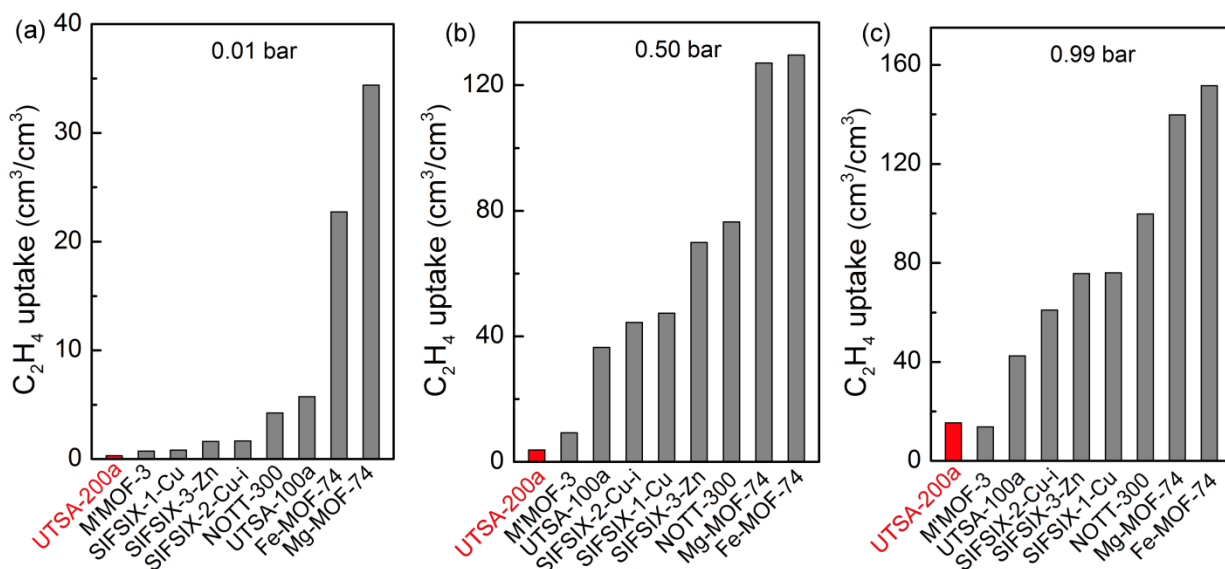 (a)
0.01 bar
C₂H₄ uptake (cm³/cm³)
40
30
20
10
0
UTSA-200a
M'MOF-3
SIFSIX-1-Cu
SIFSIX-3-Zn
SIFSIX-2-Cu-i
NOTT-300
UTSA-100a
Fe-MOF-74
Mg-MOF-74
(b)
0.50 bar
C₂H₄ uptake (cm³/cm³)
120
80
40
0
UTSA-200a
M'MOF-3
UTSA-100a
SIFSIX-2-Cu-i
SIFSIX-1-Cu
SIFSIX-3-Zn
NOTT-300
Mg-MOF-74
Fe-MOF-74
(c)
0.99 bar
C₂H₄ uptake (cm³/cm³)
160
120
80
40
0
UTSA-200a
M'MOF-3
UTSA-100a
SIFSIX-2-Cu-i
SIFSIX-3-Zn
SIFSIX-1-Cu
NOTT-300
Mg-MOF-74
Fe-MOF-74